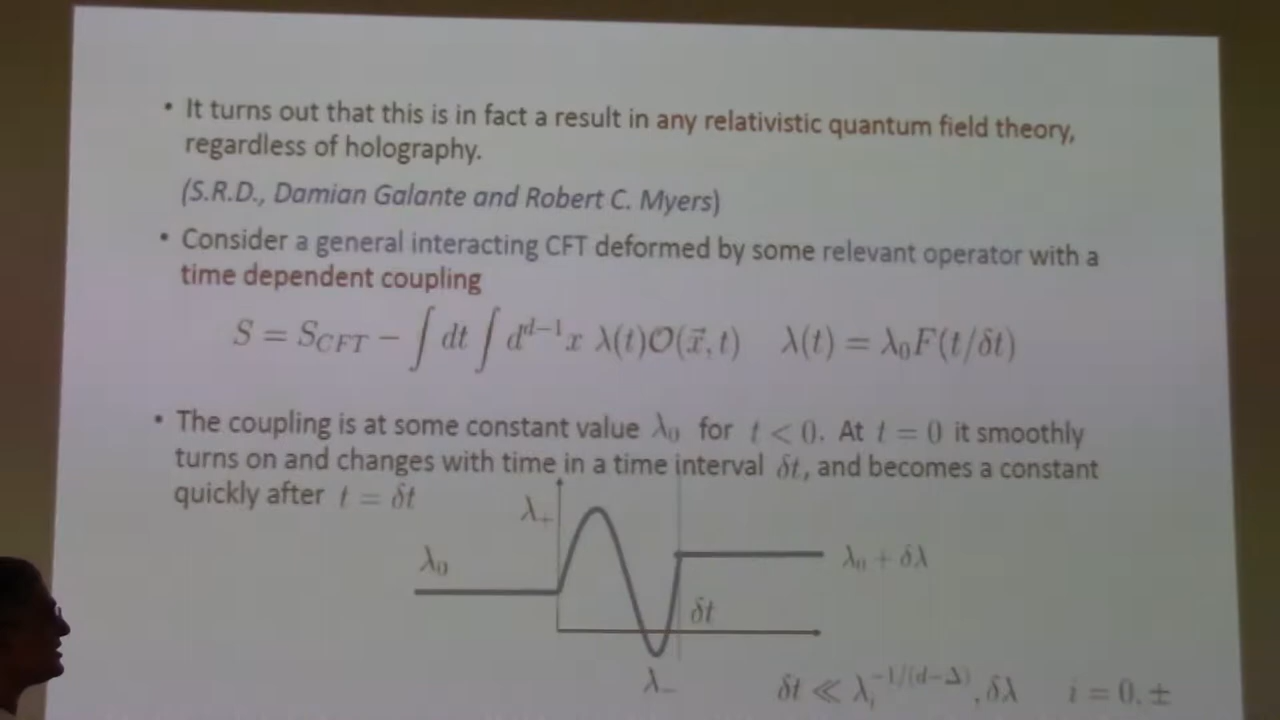 • It turns out that this is in fact a result in any relativistic quantum field theory,
regardless of holography.
(S.R.D., Damian Galante and Robert C. Myers)
• Consider a general interacting CFT deformed by some relevant operator with a
time dependent coupling
S = S_{CFT} − ∫ dt ∫ d^{d−1}x λ(t)O(x⃗, t)   λ(t) = λ₀F(t/δt)
• The coupling is at some constant value λ₀ for t < 0. At t = 0 it smoothly
turns on and changes with time in a time interval δt, and becomes a constant
quickly after t = δt
λ₊
λ₀
λ₀ + δλ
δt
λ₋
δt ≪ λ_i^{−1/(d−Δ)}, δλ   i = 0, ±